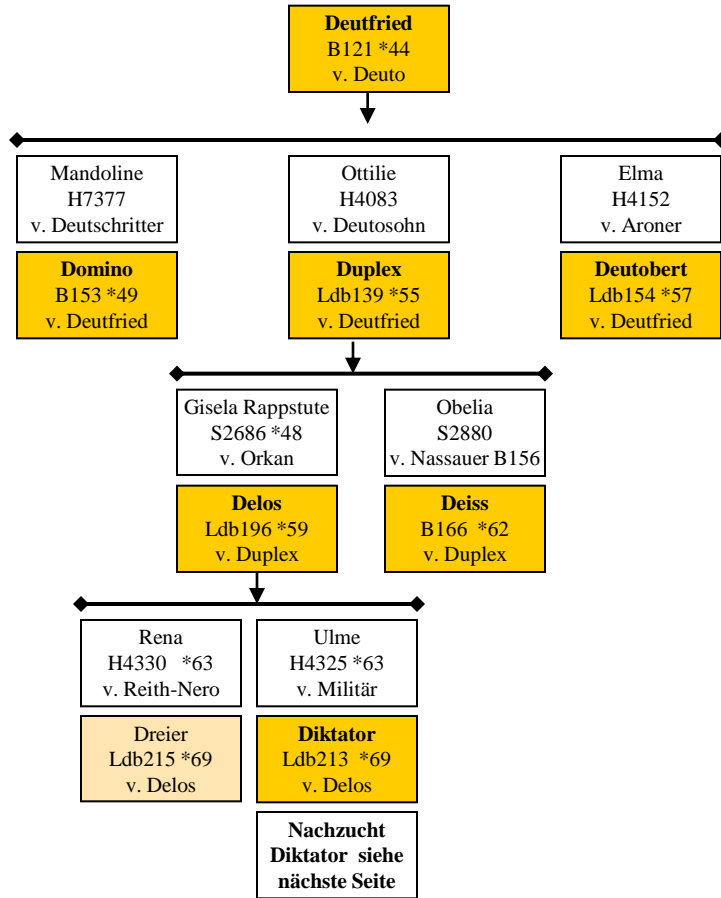 Deutfried
B121 *44
v. Deuto
Mandoline
H7377
v. Deutschritter
Ottilie
H4083
v. Deutosohn
Elma
H4152
v. Aroner
Domino
B153 *49
v. Deutfried
Duplex
Ldb139 *55
v. Deutfried
Deutobert
Ldb154 *57
v. Deutfried
Gisela Rappstute
S2686 *48
v. Orkan
Obelia
S2880
v. Nassauer B156
Delos
Ldb196 *59
v. Duplex
Deiss
B166 *62
v. Duplex
Rena
H4330 *63
v. Reith-Nero
Ulme
H4325 *63
v. Militär
Dreier
Ldb215 *69
v. Delos
Diktator
Ldb213 *69
v. Delos
Nachzucht
Diktator siehe
nächste Seite